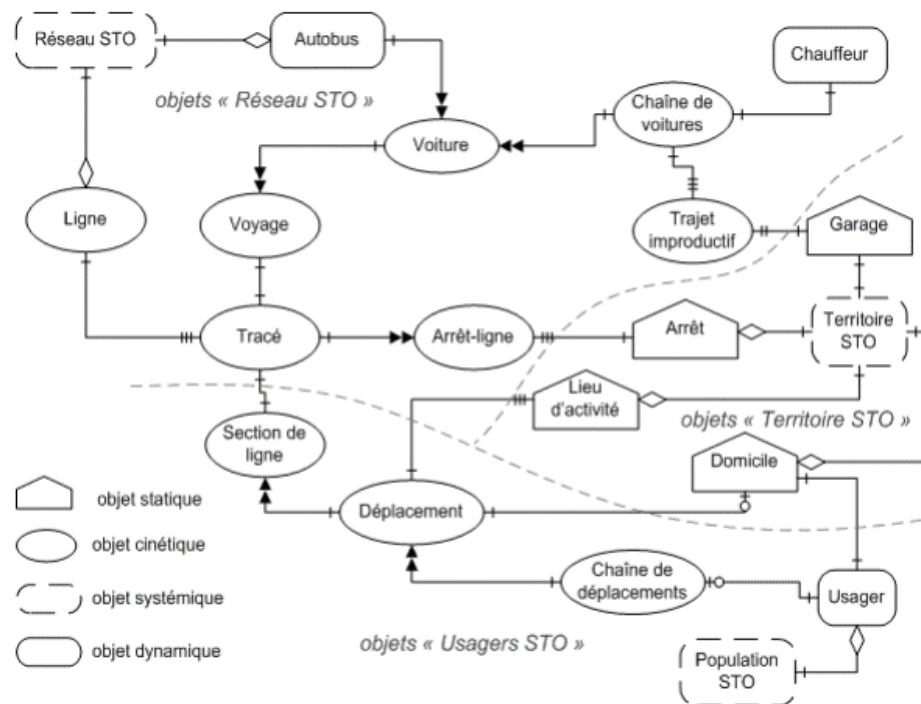 Réseau STO
Autobus
Chauffeur
objets « Réseau STO »
Chaîne de
voitures
Voiture
Ligne
Voyage
Trajet
improductif
Garage
Tracé
Arrêt-ligne
Arrêt
Territoire
STO
Lieu
d'activité
objets « Territoire STO »
Section de
ligne
Domicile
objet statique
Déplacement
objet cinétique
Chaîne de
déplacements
objet systémique
Usager
objets « Usagers STO »
objet dynamique
Population
STO